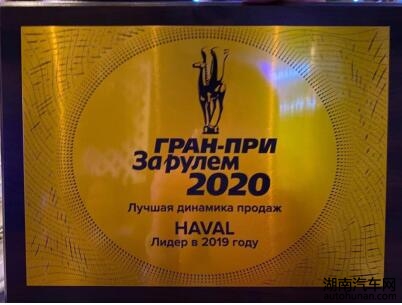 ГРАН-ПРИ
За рулем
2020
Лучшая динамика продаж
HAVAL
Лидер в 2019 году
湖南汽车网